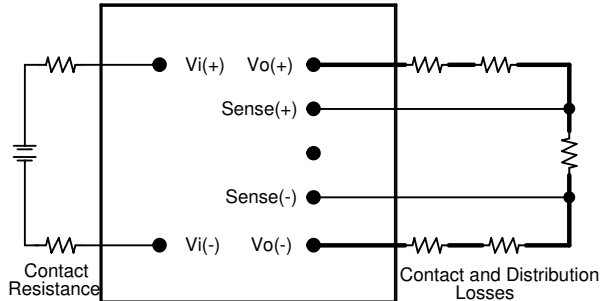 Vi(+) Vo(+)
Sense(+)
Sense(-)
Vi(-) Vo(-)
Contact
Resistance
Contact and Distribution
Losses